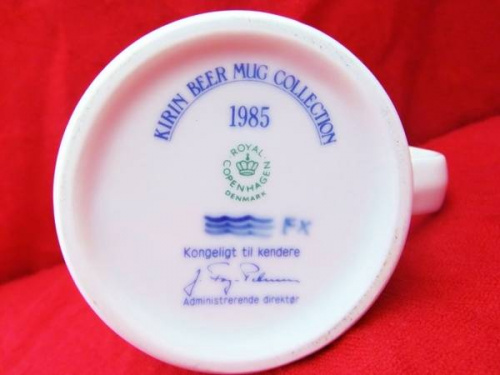 KIRIN BEER MUG COLLECTION
1985
ROYAL
COPENHAGEN
DENMARK
FX
Kongeligt til kendere
Administrerende direktør